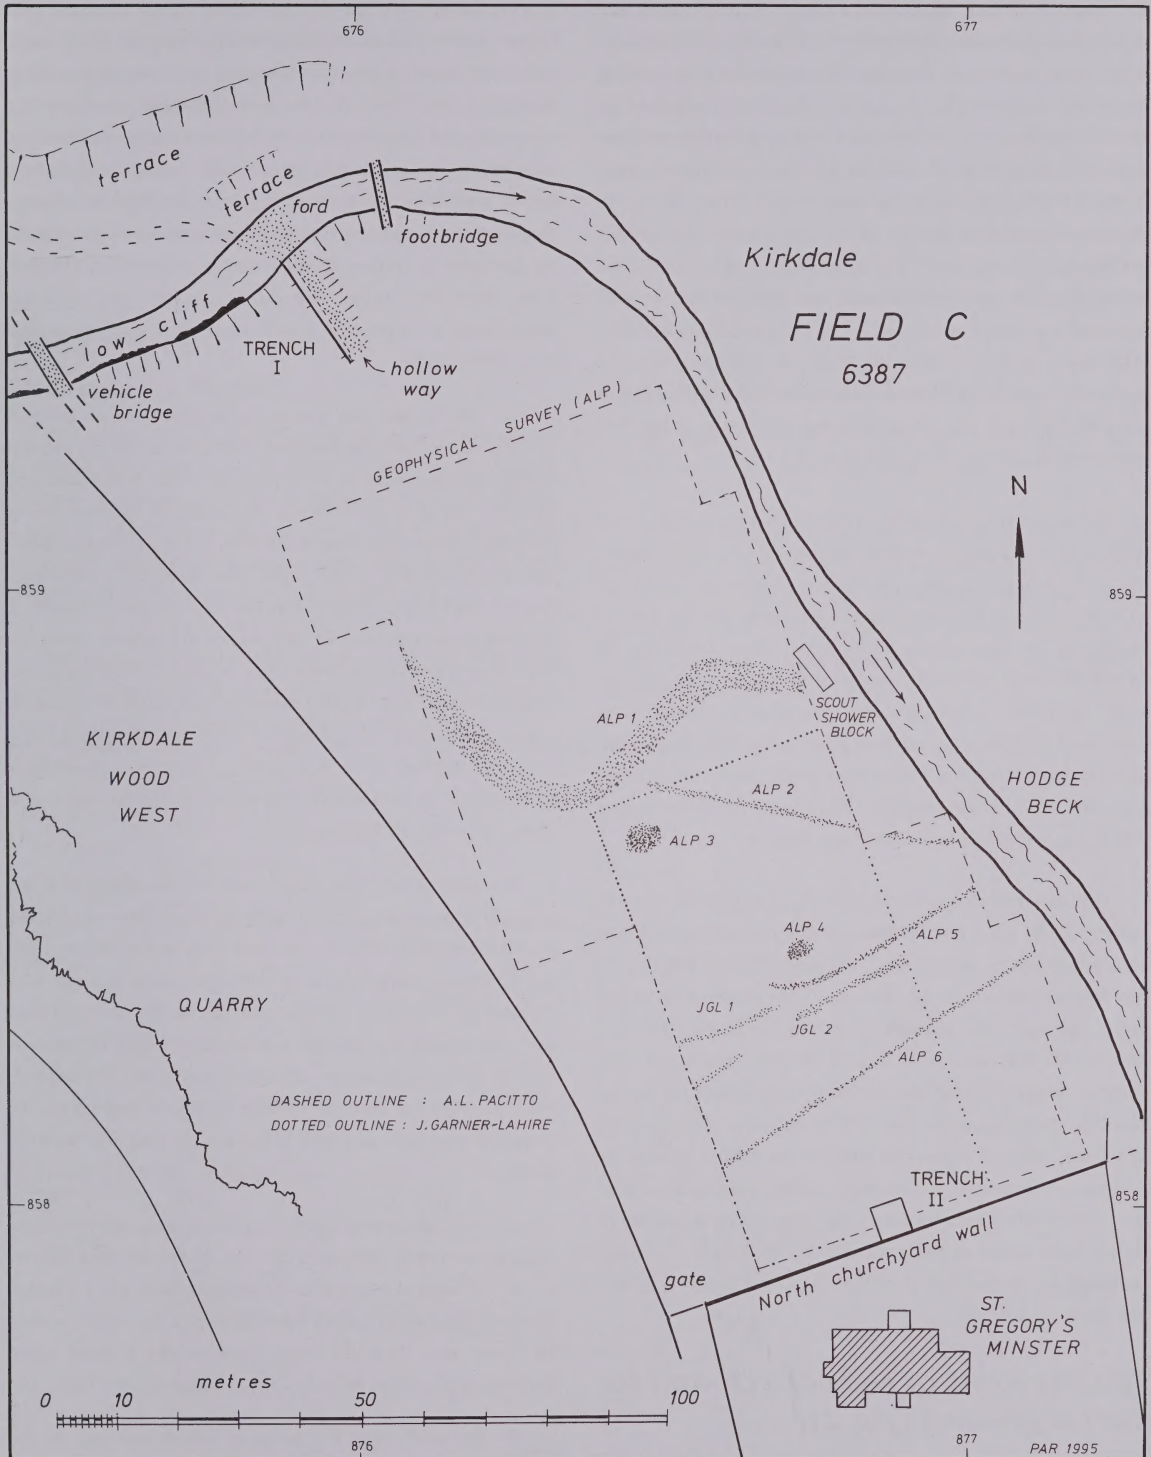 676
677
terrace
terrace
ford
footbridge
Kirkdale
FIELD C
6387
low cliff
TRENCH
I
hollow
way
vehicle
bridge
GEOPHYSICAL SURVEY (ALP)
N
859
859
ALP 1
SCOUT
SHOWER
BLOCK
KIRKDALE
WOOD
WEST
ALP 2
HODGE
BECK
ALP 3
ALP 4
ALP 5
QUARRY
JGL 1
JGL 2
ALP 6
DASHED OUTLINE : A.L. PACITTO
DOTTED OUTLINE : J.GARNIER-LAHIRE
TRENCH
II
858
858
gate
North churchyard wall
ST.
GREGORY'S
MINSTER
metres
0 10 50 100
876
877
PAR 1995